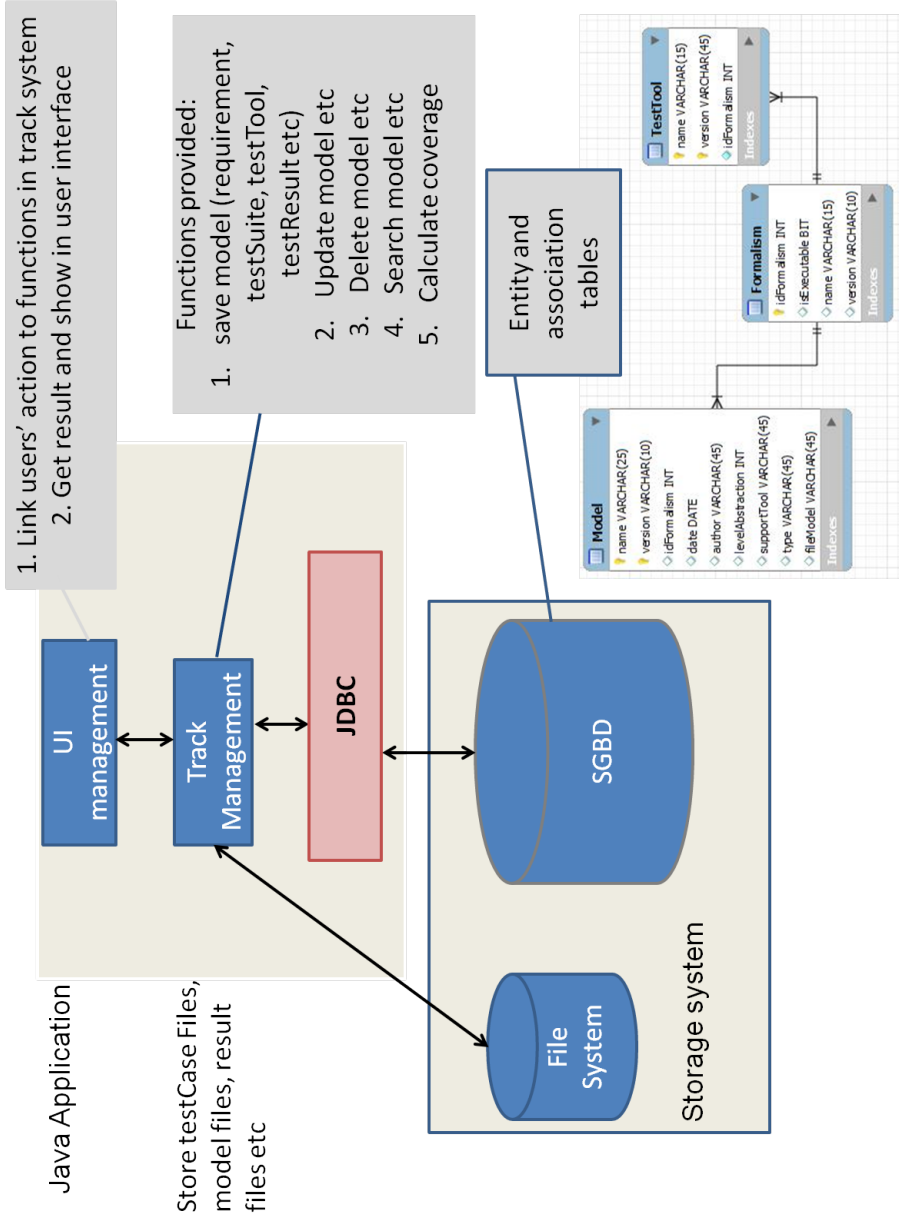 Java Application
UI
management
1. Link users' action to functions in track system
2. Get result and show in user interface
Store testCase Files,
model files, result
files etc
Track
Management
Functions provided:
1. save model (requirement,
testSuite, testTool,
testResult etc)
2. Update model etc
3. Delete model etc
4. Search model etc
5. Calculate coverage
JDBC
File
System
SGBD
Storage system
Entity and
association
tables
Model
name VARCHAR(25)
version VARCHAR(10)
idFormalism INT
date DATE
author VARCHAR(45)
levelAbstraction INT
supportTool VARCHAR(45)
type VARCHAR(45)
fileModel VARCHAR(45)
Indexes
Formalism
idFormalism INT
isExecutable BIT
name VARCHAR(15)
version VARCHAR(10)
Indexes
TestTool
name VARCHAR(15)
version VARCHAR(45)
idFormalism INT
Indexes